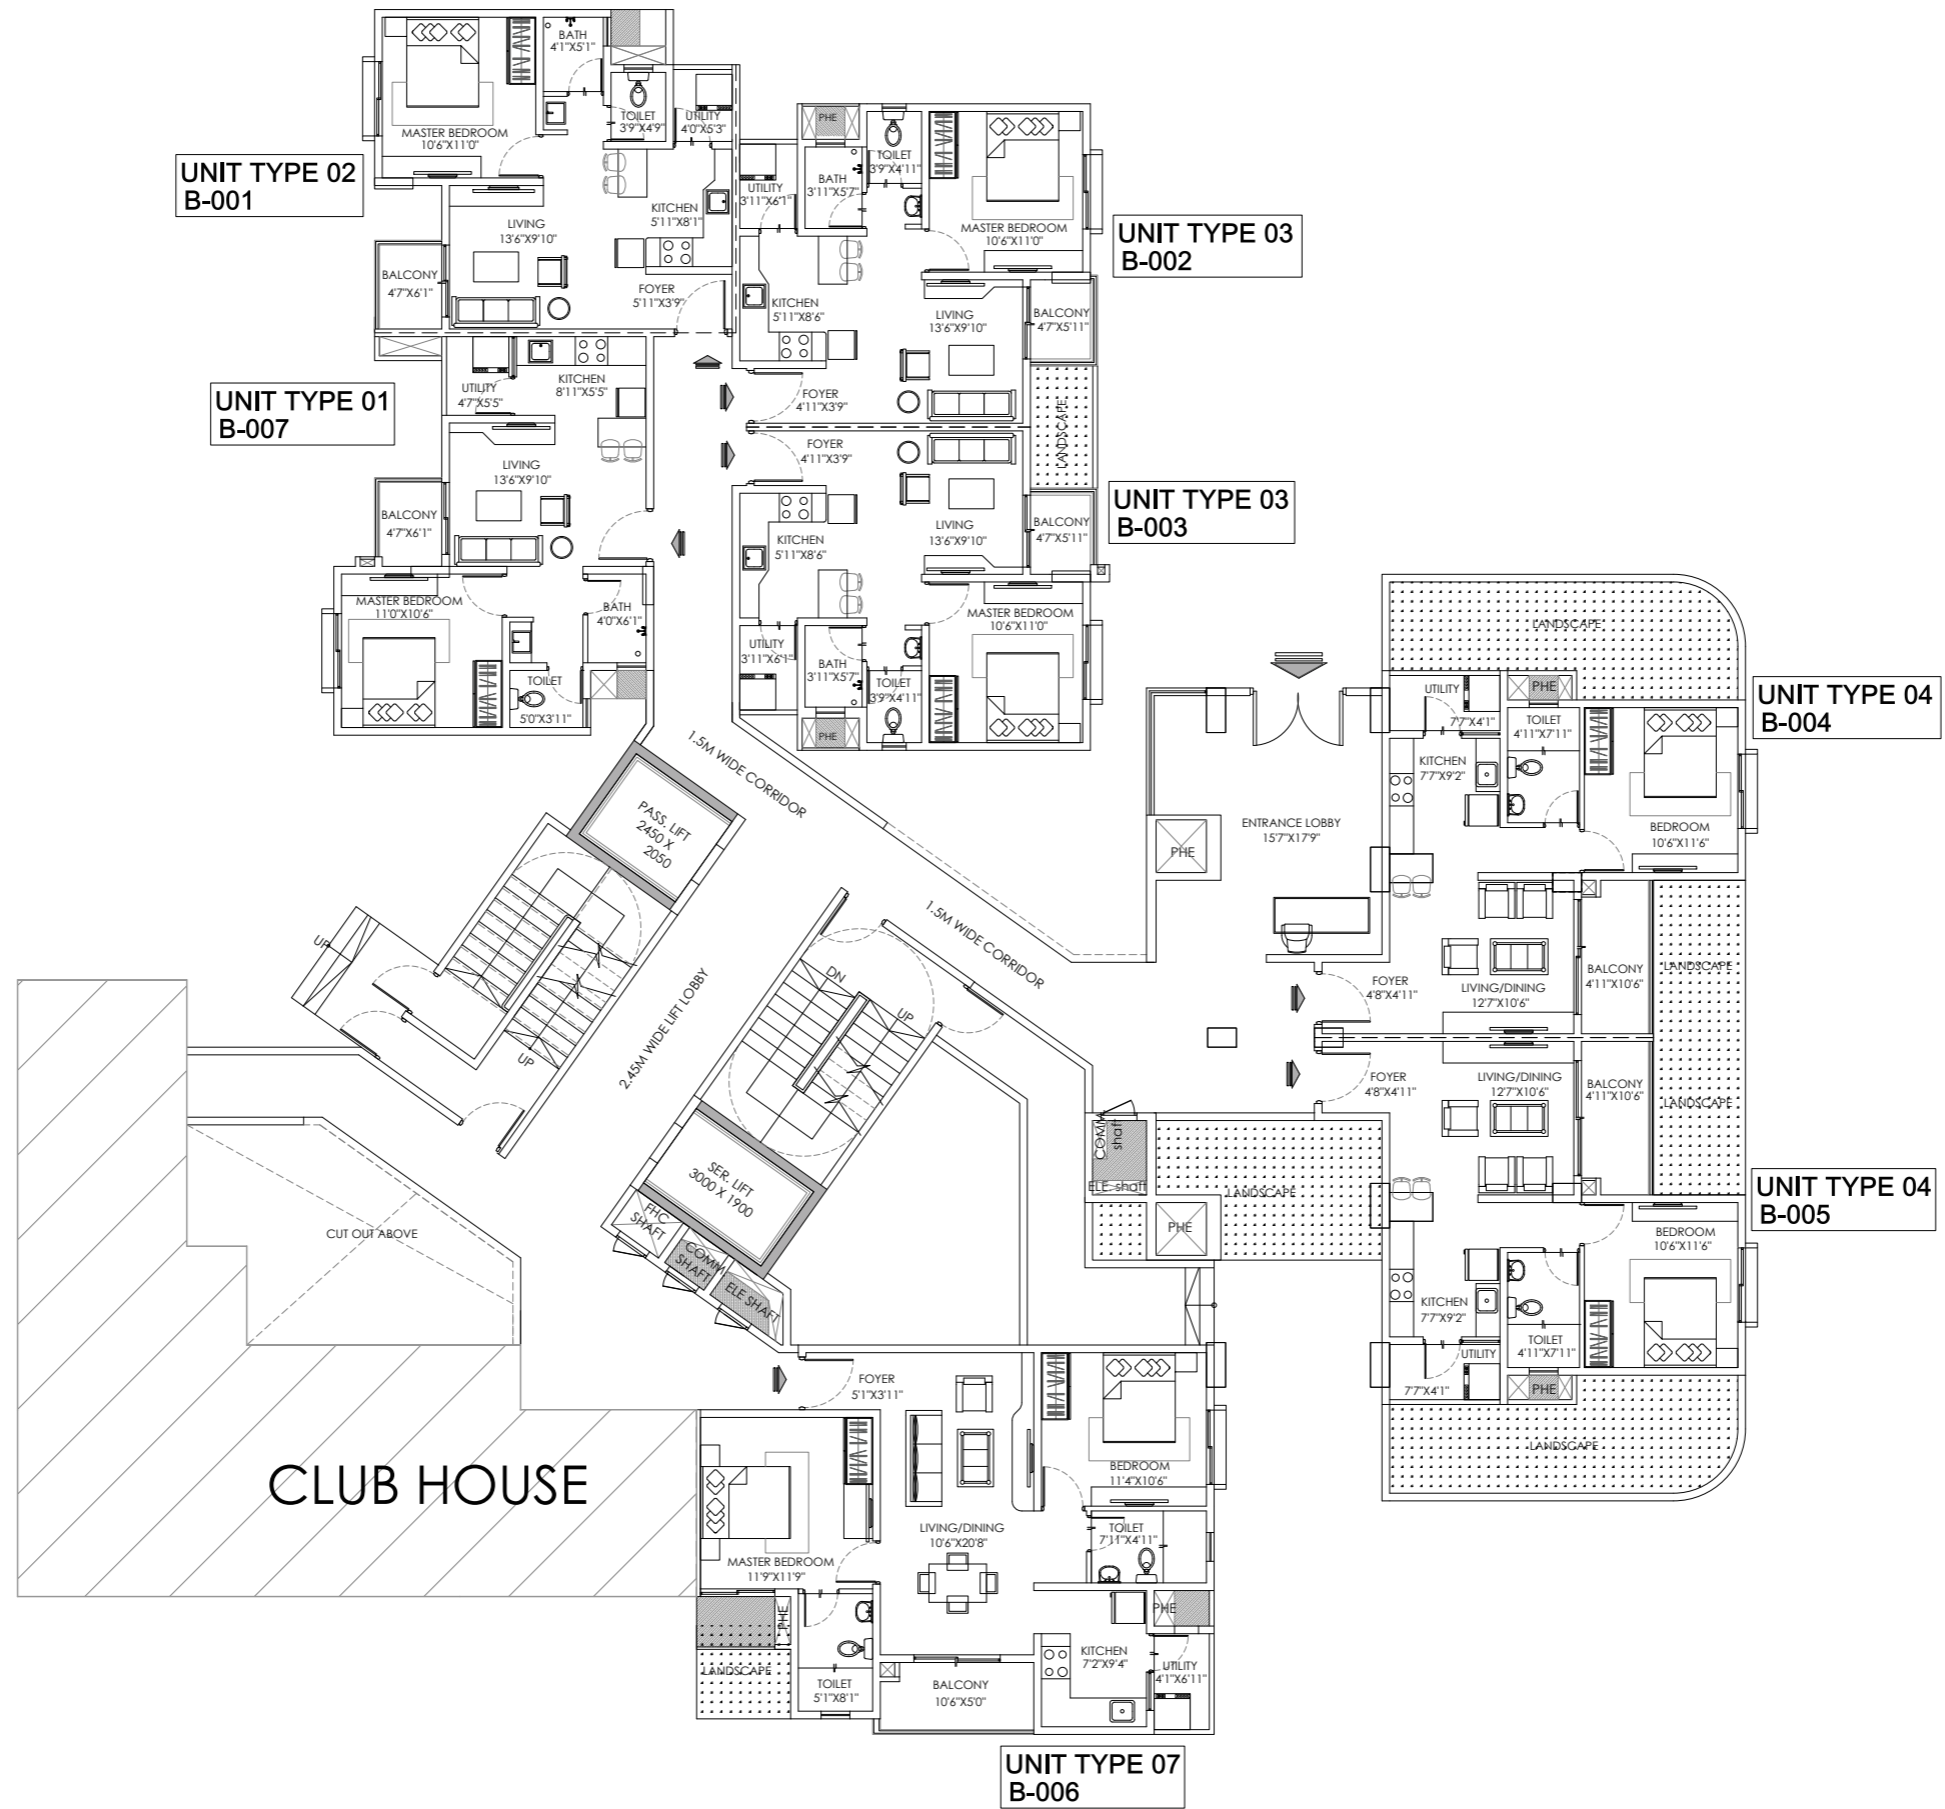 BATH
4'1"X5'1"
MASTER BEDROOM
10'6"X11'0"
TOILET
3'9"X4'9"
UTILITY
4'0"X5'3"
UNIT TYPE 02
B-001
KITCHEN
5'11"X8'1"
LIVING
13'6"X9'10"
BALCONY
4'7"X6'1"
FOYER
5'11"X3'9"
PHE
TOILET
3'9"X4'11"
BATH
3'11"X5'7"
UTILITY
3'11"X6'1"
MASTER BEDROOM
10'6"X11'0"
UNIT TYPE 03
B-002
KITCHEN
5'11"X8'6"
LIVING
13'6"X9'10"
BALCONY
4'7"X5'11"
FOYER
4'11"X3'9"
LANDSCAPE
UNIT TYPE 01
B-007
UTILITY
4'7"X5'5"
KITCHEN
8'11"X5'5"
LIVING
13'6"X9'10"
BALCONY
4'7"X6'1"
MASTER BEDROOM
11'0"X10'6"
BATH
4'0"X6'1"
TOILET
5'0"X3'11"
FOYER
4'11"X3'9"
UNIT TYPE 03
B-003
LIVING
13'6"X9'10"
BALCONY
4'7"X5'11"
KITCHEN
5'11"X8'6"
MASTER BEDROOM
10'6"X11'0"
UTILITY
3'11"X6'1"
BATH
3'11"X5'7"
TOILET
3'9"X4'11"
PHE
1.5M WIDE CORRIDOR
PASS. LIFT
2450 X
2050
UP
UP
2.45M WIDE LIFT LOBBY
DN
UP
1.5M WIDE CORRIDOR
SER. LIFT
3000 X 1900
FHC
SHAFT
COMM.
SHAFT
ELE SHAFT
CUT OUT ABOVE
CLUB HOUSE
ENTRANCE LOBBY
15'7"X17'9"
PHE
LANDSCAPE
UTILITY
7'7"X4'1"
PHE
TOILET
4'11"X7'11"
UNIT TYPE 04
B-004
KITCHEN
7'7"X9'2"
BEDROOM
10'6"X11'6"
FOYER
4'8"X4'11"
LIVING/DINING
12'7"X10'6"
BALCONY
4'11"X10'6"
LANDSCAPE
FOYER
4'8"X4'11"
LIVING/DINING
12'7"X10'6"
BALCONY
4'11"X10'6"
LANDSCAPE
COMM
shaft
ELE. shaft
LANDSCAPE
PHE
UNIT TYPE 04
B-005
BEDROOM
10'6"X11'6"
KITCHEN
7'7"X9'2"
TOILET
4'11"X7'11"
UTILITY
7'7"X4'1"
PHE
LANDSCAPE
FOYER
5'1"X3'11"
BEDROOM
11'4"X10'6"
LIVING/DINING
10'6"X20'8"
TOILET
7'11"X4'11"
MASTER BEDROOM
11'9"X11'9"
PHE
PHE
KITCHEN
7'2"X9'4"
UTILITY
4'1"X6'11"
LANDSCAPE
TOILET
5'1"X8'1"
BALCONY
10'6"X5'0"
UNIT TYPE 07
B-006